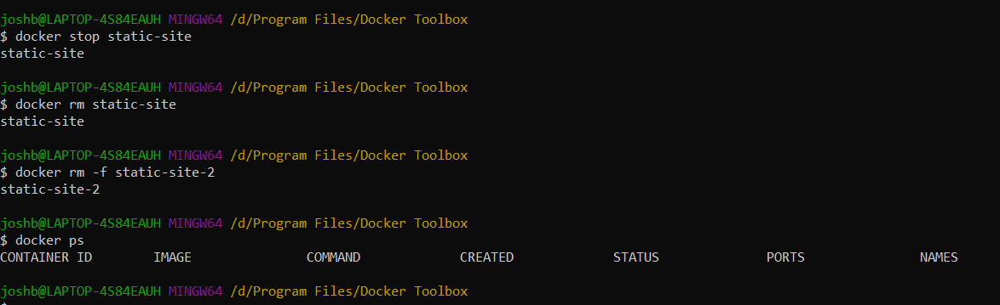 joshb@LAPTOP-4S84EAUH MINGW64 /d/Program Files/Docker Toolbox
$ docker stop static-site
static-site
joshb@LAPTOP-4S84EAUH MINGW64 /d/Program Files/Docker Toolbox
$ docker rm static-site
static-site
joshb@LAPTOP-4S84EAUH MINGW64 /d/Program Files/Docker Toolbox
$ docker rm -f static-site-2
static-site-2
joshb@LAPTOP-4S84EAUH MINGW64 /d/Program Files/Docker Toolbox
$ docker ps
CONTAINER ID IMAGE COMMAND CREATED STATUS PORTS NAMES
joshb@LAPTOP-4S84EAUH MINGW64 /d/Program Files/Docker Toolbox